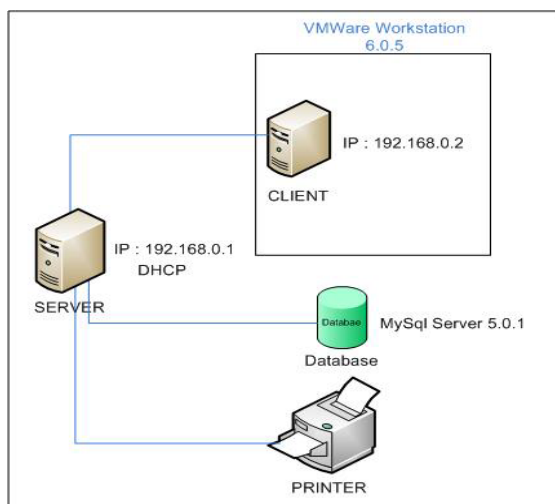 VMWare Workstation
6.0.5
IP : 192.168.0.2
CLIENT
IP : 192.168.0.1
DHCP
SERVER
Databae
MySql Server 5.0.1
Database
PRINTER